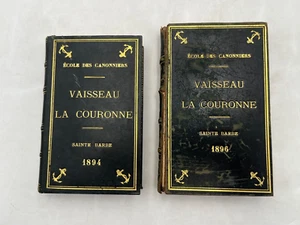 ÉCOLE DES CANONNIERS
VAISSEAU
LA COURONNE
SAINTE BARBE
1894
ÉCOLE DES CANONNIERS
VAISSEAU
LA COURONNE
SAINTE BARBE
1896